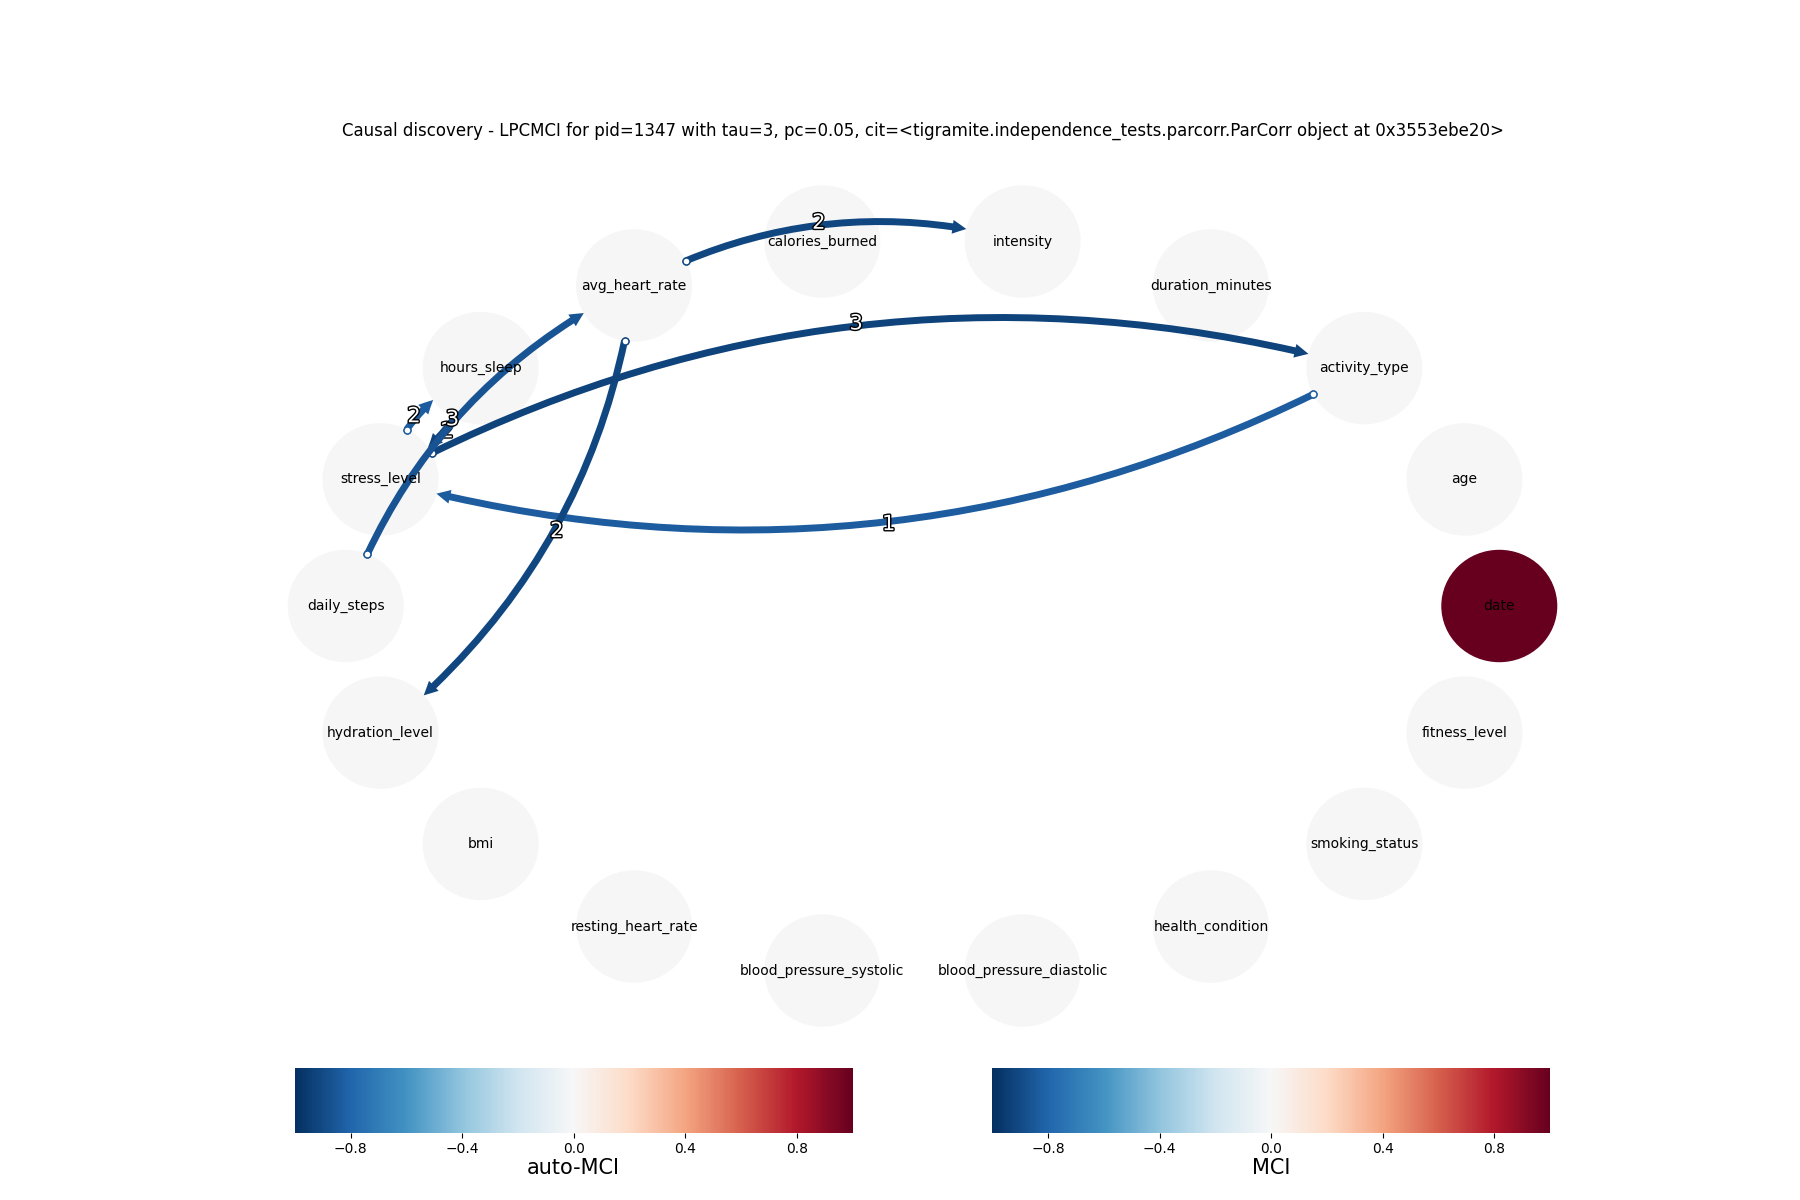 Causal discovery - LPCMCI for pid=1347 with tau=3, pc=0.05, cit=<tigramite.independence_tests.parcorr.ParCorr object at 0x3553ebe20>
2
calories_burned
intensity
avg_heart_rate
duration_minutes
3
hours_sleep
activity_type
2
3
stress_level
age
1
2
daily_steps
date
hydration_level
fitness_level
bmi
smoking_status
resting_heart_rate
health_condition
blood_pressure_systolic
blood_pressure_diastolic
−0.8 −0.4 0.0 0.4 0.8
auto-MCI
−0.8 −0.4 0.0 0.4 0.8
MCI